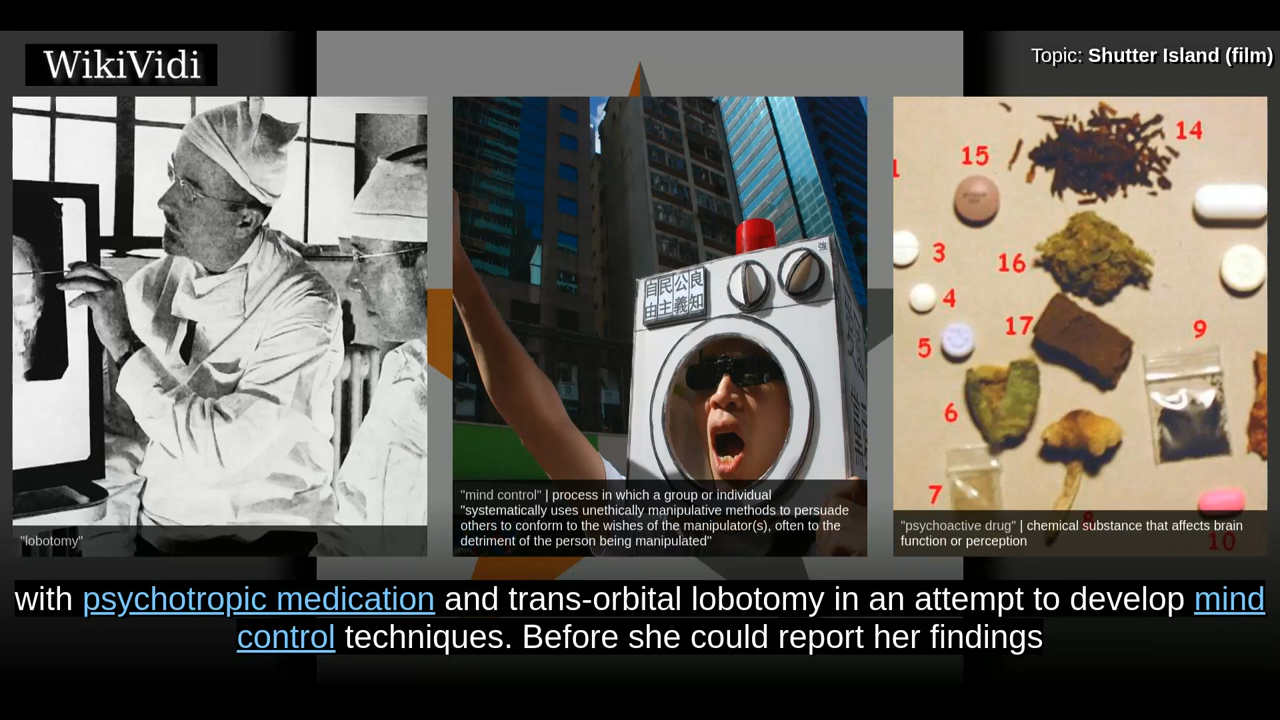 WikiVidi
Topic: Shutter Island (film)
1
15
14
3
16
4
17
5
9
6
7
8
10
強
自民公良
由主義知
"lobotomy"
"mind control" | process in which a group or individual
"systematically uses unethically manipulative methods to persuade
others to conform to the wishes of the manipulator(s), often to the
detriment of the person being manipulated"
"psychoactive drug" | chemical substance that affects brain
function or perception
with psychotropic medication and trans-orbital lobotomy in an attempt to develop mind
control techniques. Before she could report her findings